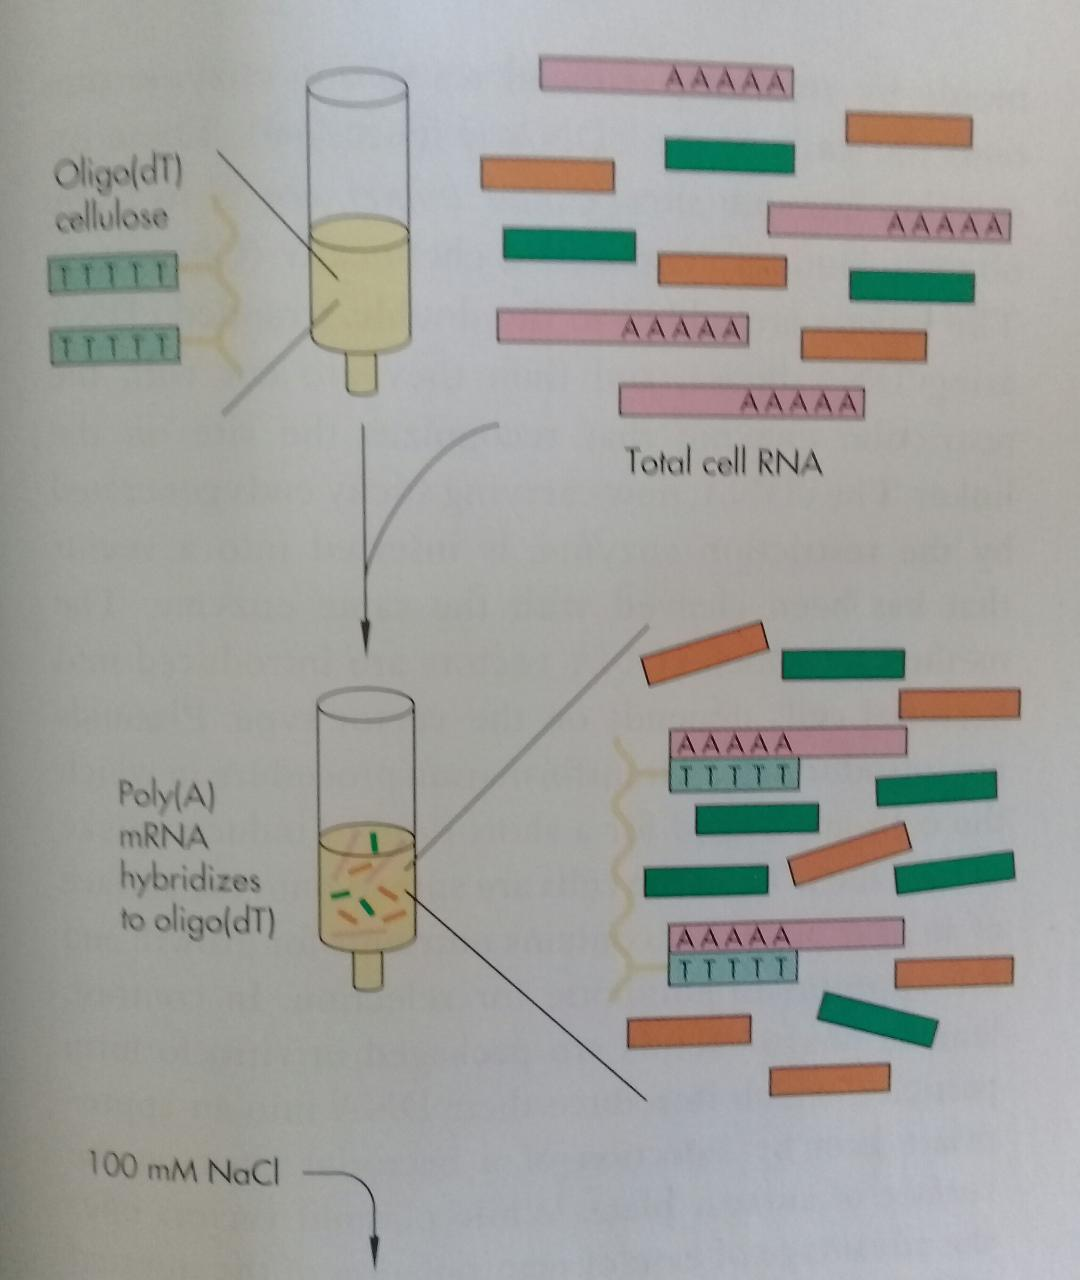 AAAAA
Oligo(dT)
cellulose
AAAAA
TTTTT
AAAAA
TTTTT
AAAAA
Total cell RNA
AAAAA
TTTTT
Poly(A)
mRNA
hybridizes
to oligo(dT)
AAAAA
TTTTT
100 mM NaCl